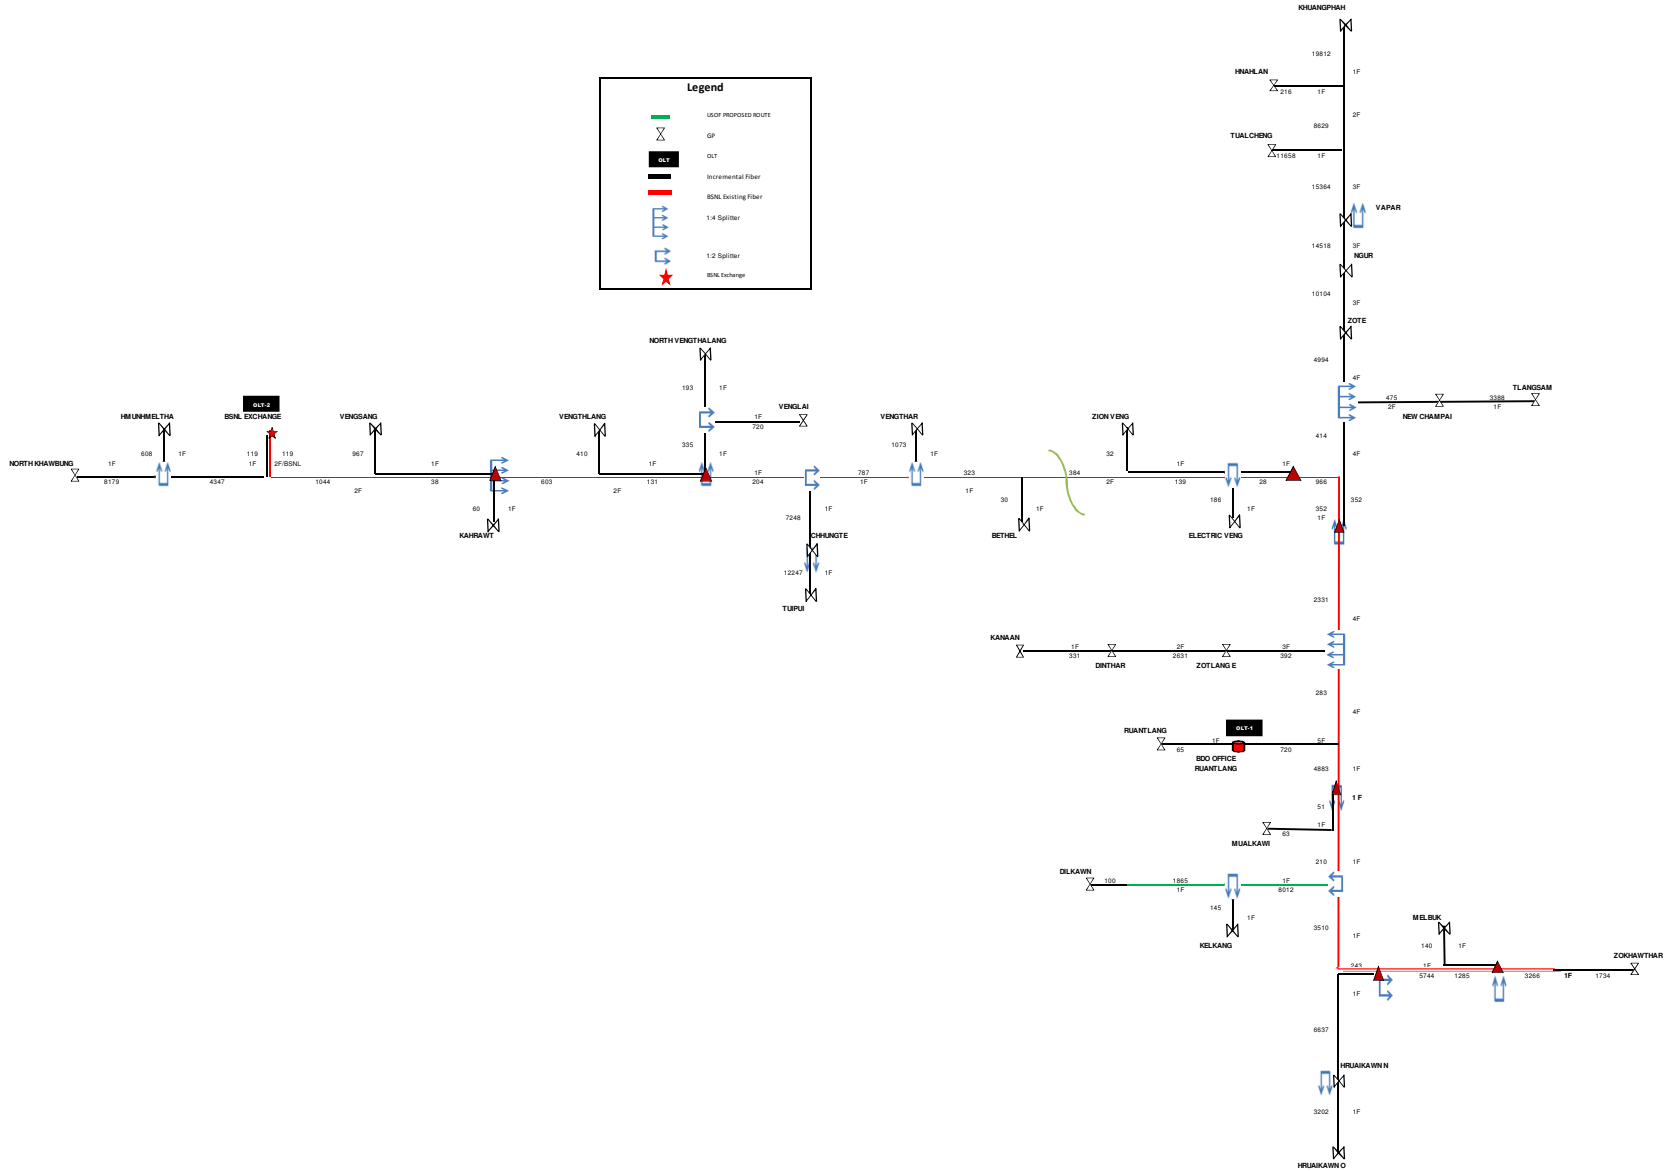 KHUANGPHAH
19812
HNAHLAN
1F
216 1F
2F
8629
TUALCHENG
11658 1F
15364 3F
VAPAR
14518 3F
NGUR
10104
3F
ZOTE
4994
4F
475 3388 TLANGSAM
2F 1F
NEW CHAMPAI
414
4F
Legend
USOF PROPOSED ROUTE
GP
OLT OLT
Incremental Fiber
BSNL Existing Fiber
1:4 Splitter
1:2 Splitter
BSNL Exchange
NORTH VENGTHALANG
193 1F
OLT-2
HMUNHMELTHA BSNL EXCHANGE VENGSANG VENGTHLANG VENGLAI VENGTHAR ZION VENG
1F
720
335
608 1F 119 119 967 410 1F 1073 1F 32
NORTH KHAWBUNG 1F 1F 2F/BSNL 1F 1F 1F 1F 1F
8179 4347 1044 38 603 131 204 787 323 384 139 28 966
2F 2F 1F 1F 2F
60 1F 7248 1F 30 1F 186 1F 352 352
1F
KAHRAWT CHHUNGTE BETHEL ELECTRIC VENG
12247 1F
TUIPUI
2331
4F
KANAAN 1F 2F 3F
331 2631 392
DINTHAR ZOTLANG E
283
4F
OLT-1
RUANTLANG
1F 5F
65 720
BDO OFFICE
RUANTLANG
4883 1F
1 F
51
1F
63
MUALKAWI
210 1F
DILKAWN
100 1865 1F
1F 8012
145
1F
KELKANG
3510
1F
MELBUK
140 1F
ZOKHAWTHAR
243 1F
5744 1285 3266 1F 1734
1F
6637
HRUAIKAWN N
3202 1F
HRUAIKAWN O